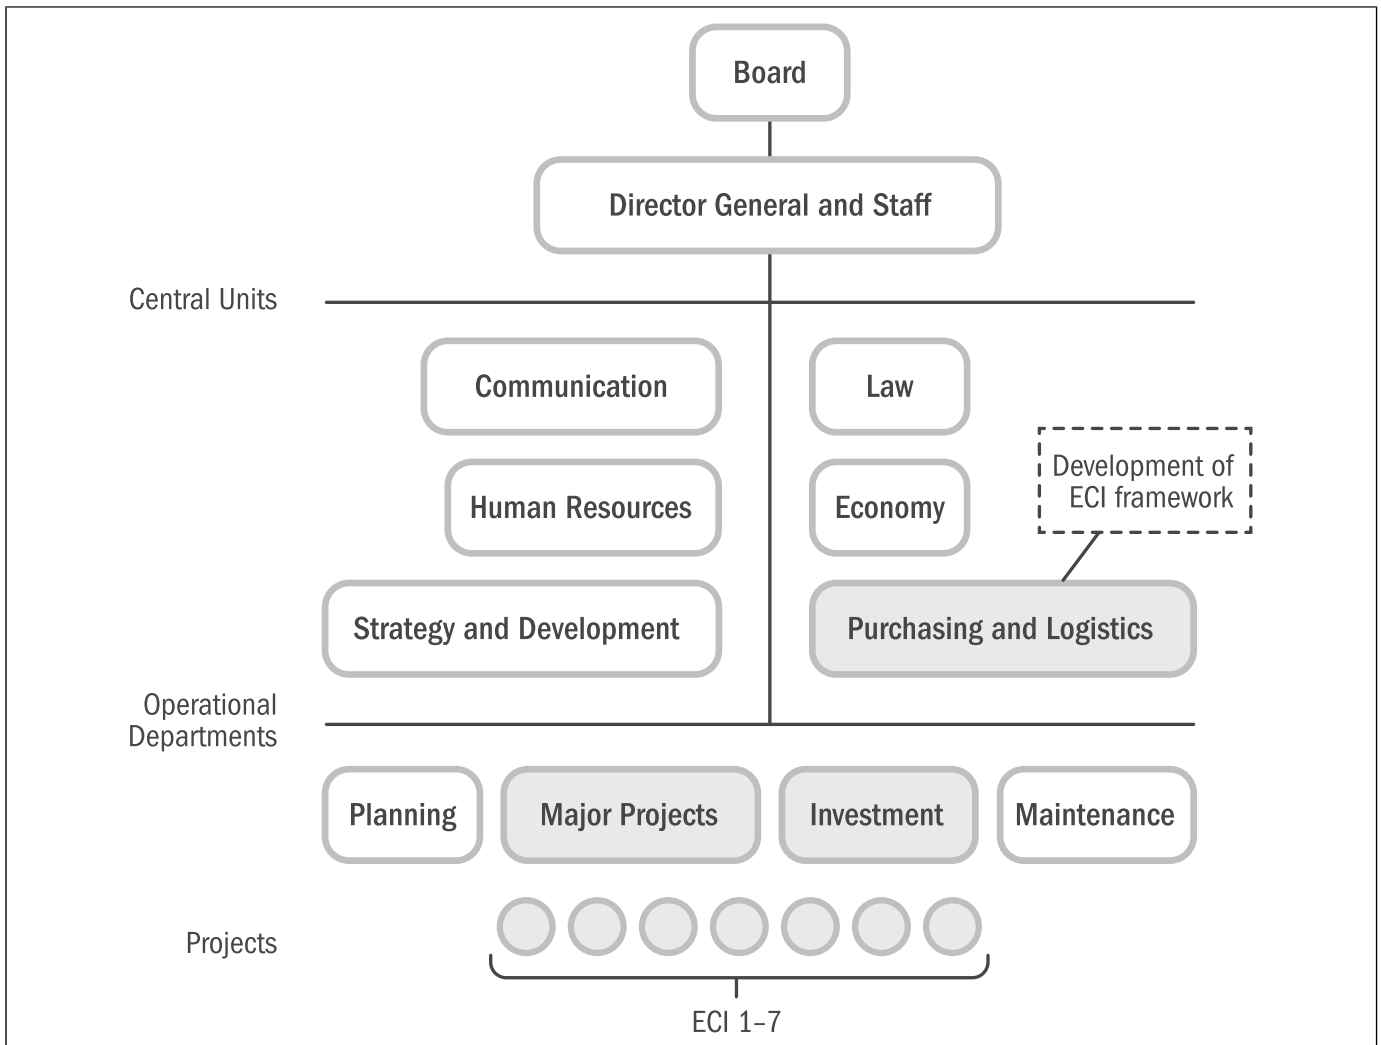 Board
Director General and Staff
Central Units
Communication
Law
Human Resources
Economy
Development of
ECI framework
Strategy and Development
Purchasing and Logistics
Operational
Departments
Planning
Major Projects
Investment
Maintenance
Projects
ECI 1–7